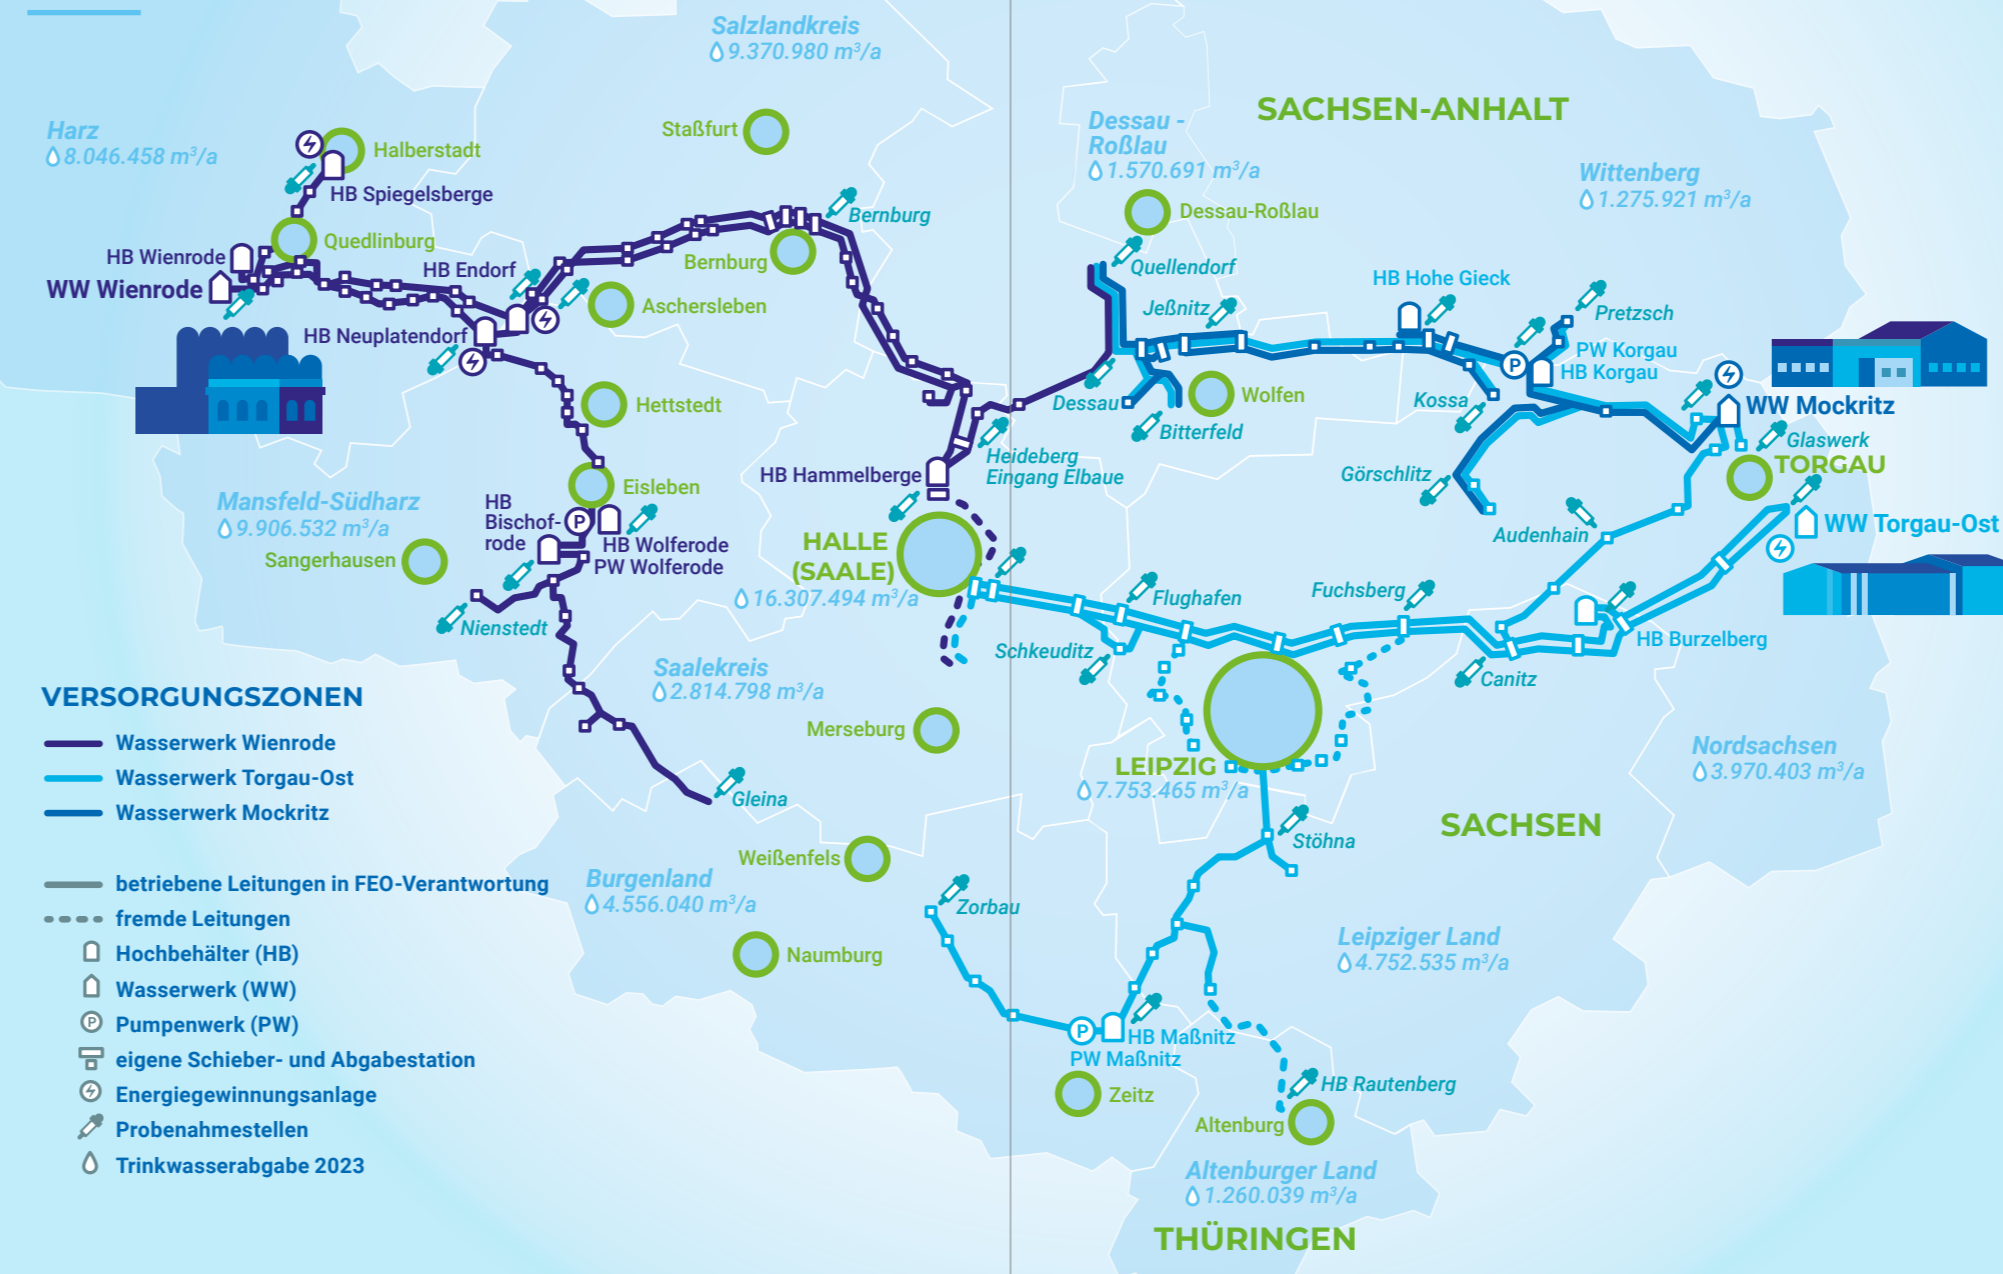 Salzlandkreis
9.370.980 m³/a
Harz
8.046.458 m³/a
Staßfurt
Halberstadt
HB Spiegelsberge
Quedlinburg
HB Wienrode
WW Wienrode
HB Endorf
HB Neuplatendorf
Bernburg
Bernburg
Aschersleben
Hettstedt
Eisleben
HB
Bischof-
rode
HB Wolferode
PW Wolferode
Mansfeld-Südharz
9.906.532 m³/a
Sangerhausen
Nienstedt
HB Hammelberge
HALLE
(SAALE)
16.307.494 m³/a
Saalekreis
2.814.798 m³/a
Merseburg
Gleina
Weißenfels
Burgenland
4.556.040 m³/a
Naumburg
Zorbau
SACHSEN-ANHALT
Dessau -
Roßlau
1.570.691 m³/a
Dessau-Roßlau
Wittenberg
1.275.921 m³/a
Quellendorf
Jeßnitz
HB Hohe Gieck
Pretzsch
PW Korgau
HB Korgau
Dessau
Wolfen
Bitterfeld
Kossa
WW Mockritz
Glaswerk
TORGAU
Heideberg
Eingang Elbaue
Görschlitz
Audenhain
WW Torgau-Ost
Flughafen
Fuchsberg
Schkeuditz
HB Burzelberg
Canitz
LEIPZIG
7.753.465 m³/a
Nordsachsen
3.970.403 m³/a
SACHSEN
Stöhna
Leipziger Land
4.752.535 m³/a
HB Maßnitz
PW Maßnitz
Zeitz
HB Rautenberg
Altenburg
Altenburger Land
1.260.039 m³/a
THÜRINGEN
VERSORGUNGSZONEN
Wasserwerk Wienrode
Wasserwerk Torgau-Ost
Wasserwerk Mockritz
betriebene Leitungen in FEO-Verantwortung
fremde Leitungen
Hochbehälter (HB)
Wasserwerk (WW)
P Pumpenwerk (PW)
eigene Schieber- und Abgabestation
Energiegewinnungsanlage
Probenahmestellen
Trinkwasserabgabe 2023
P
P
P